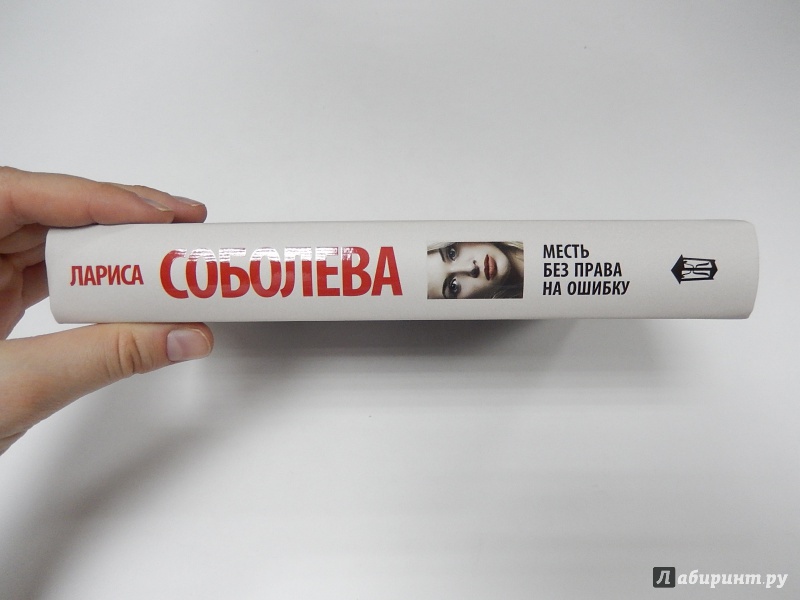 ЛАРИСА СОБОЛЕВА
МЕСТЬ
БЕЗ ПРАВА
НА ОШИБКУ
Лабиринт.ру